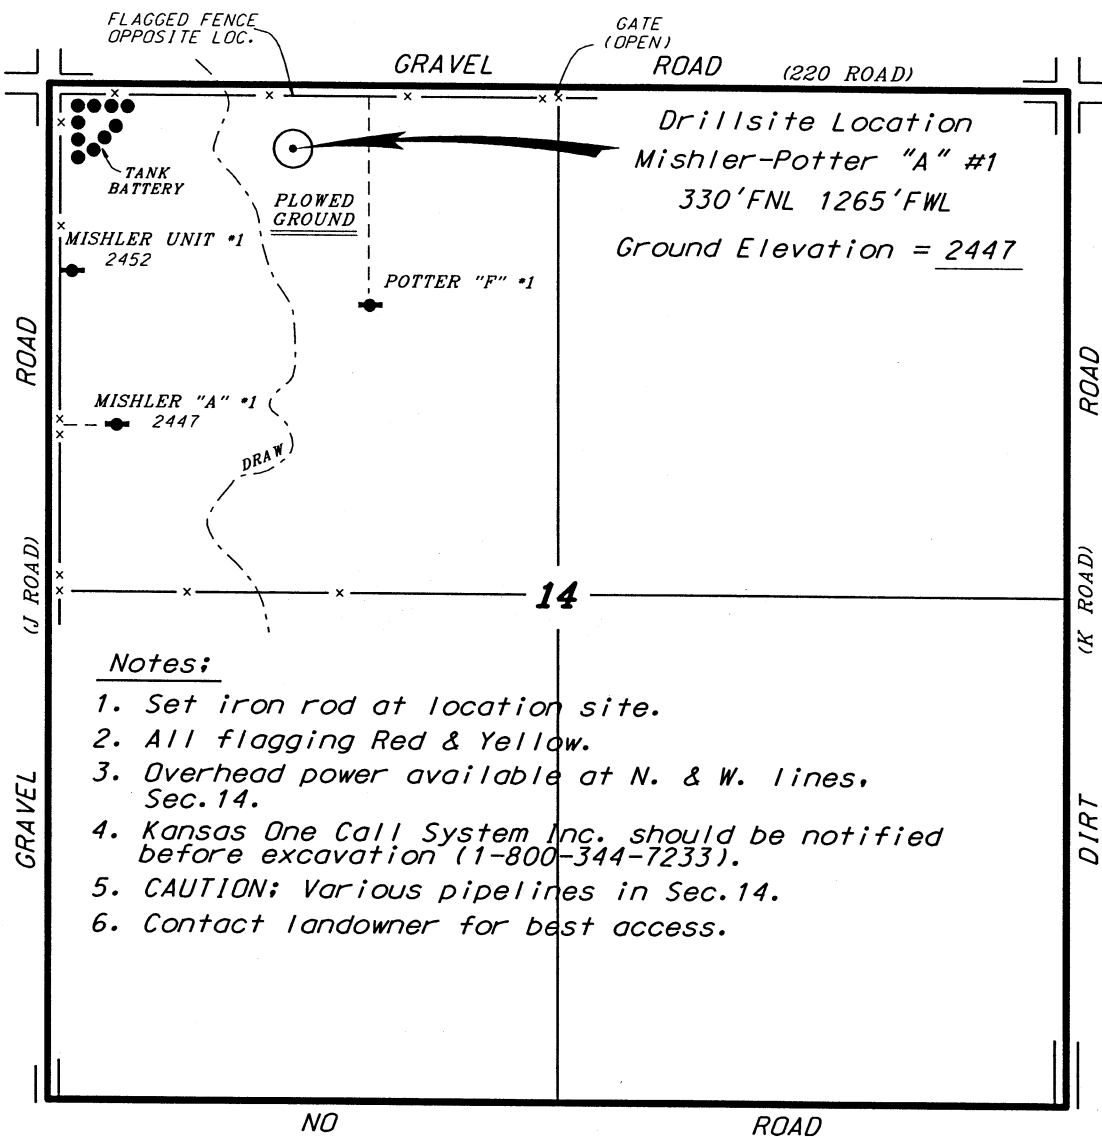 FLAGGED FENCE
OPPOSITE LOC.
GATE
(OPEN)
GRAVEL ROAD (220 ROAD)
Drillsite Location
Mishler-Potter "A" #1
330'FNL 1265'FWL
Ground Elevation = 2447
TANK
BATTERY
PLOWED
GROUND
MISHLER UNIT #1
2452
POTTER "F" #1
MISHLER "A" #1
2447
DRAW
ROAD
(J ROAD)
GRAVEL
ROAD
(K ROAD)
DIRT
14
Notes:
1. Set iron rod at location site.
2. All flagging Red & Yellow.
3. Overhead power available at N. & W. lines,
Sec.14.
4. Kansas One Call System Inc. should be notified
before excavation (1-800-344-7233).
5. CAUTION: Various pipelines in Sec.14.
6. Contact landowner for best access.
NO ROAD